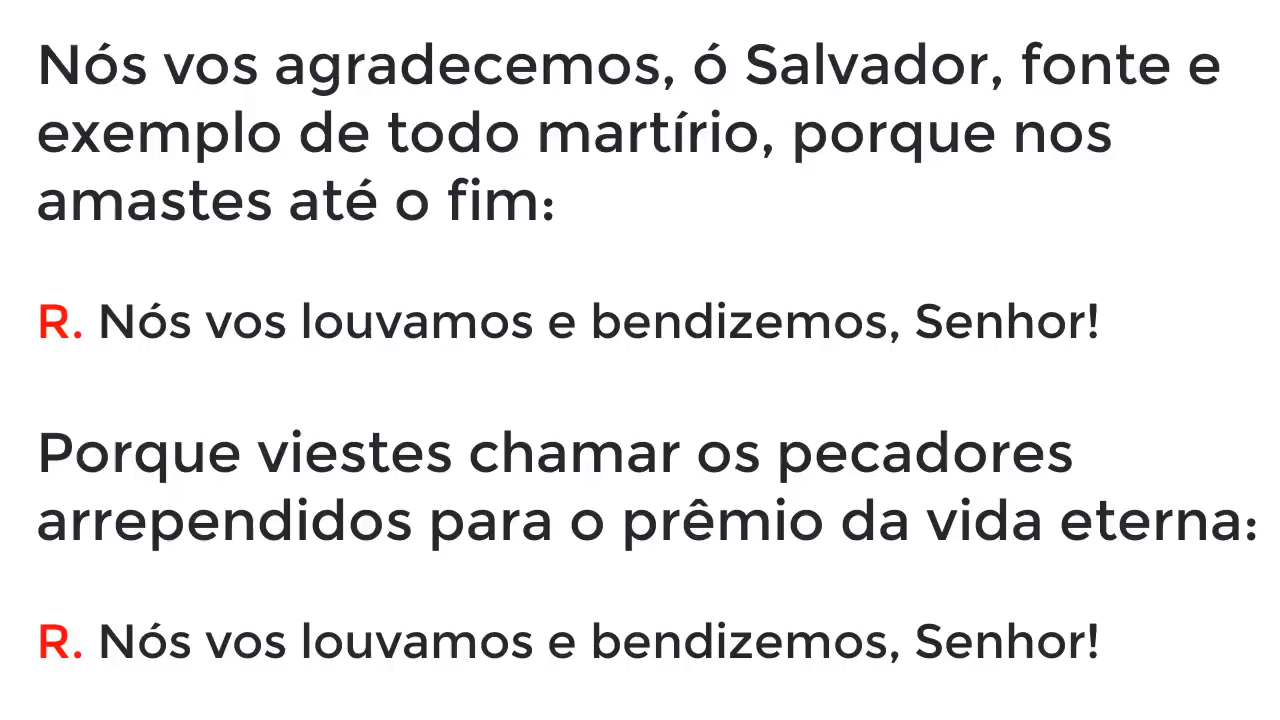 Nós vos agradecemos, ó Salvador, fonte e
exemplo de todo martírio, porque nos
amastes até o fim:
R. Nós vos louvamos e bendizemos, Senhor!
Porque viestes chamar os pecadores
arrependidos para o prêmio da vida eterna:
R. Nós vos louvamos e bendizemos, Senhor!